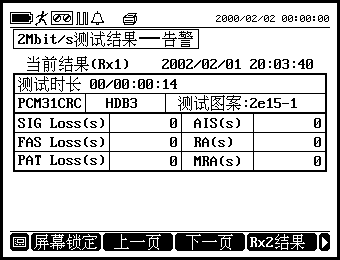 2000/02/02 00:00:00
2Mbit/s测试结果——告警
当前结果(Rx1) 2002/02/01 20:03:40
测试时长 00/00:00:14
PCM31CRC HDB3 测试图案:2e15-1
SIG Loss(s) 0 AIS(s) 0
FAS Loss(s) 0 RA(s) 0
PAT Loss(s) 0 MRA(s) 0
屏幕锁定 上一页 下一页 Rx2结果